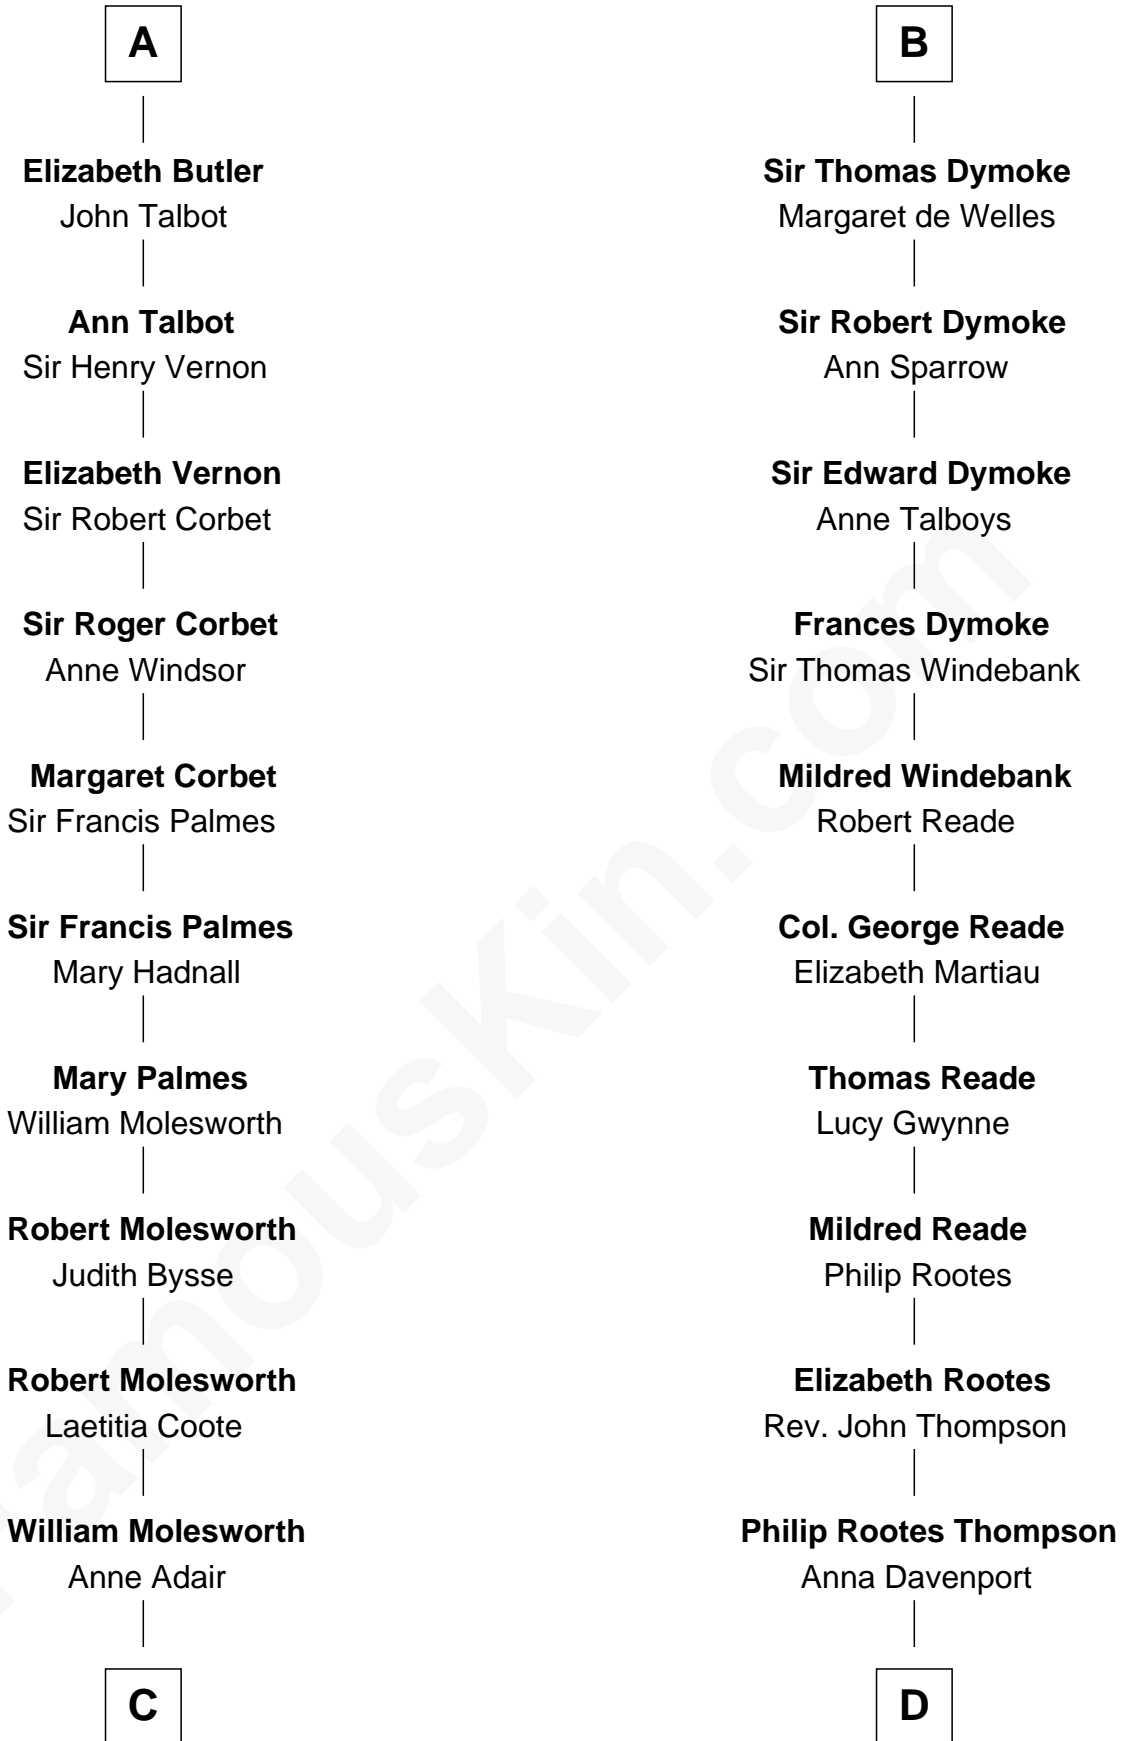 A
Elizabeth Butler
John Talbot
Ann Talbot
Sir Henry Vernon
Elizabeth Vernon
Sir Robert Corbet
Sir Roger Corbet
Anne Windsor
Margaret Corbet
Sir Francis Palmes
Sir Francis Palmes
Mary Hadnall
Mary Palmes
William Molesworth
Robert Molesworth
Judith Bysse
Robert Molesworth
Laetitia Coote
William Molesworth
Anne Adair
C
B
Sir Thomas Dymoke
Margaret de Welles
Sir Robert Dymoke
Ann Sparrow
Sir Edward Dymoke
Anne Talboys
Frances Dymoke
Sir Thomas Windebank
Mildred Windebank
Robert Reade
Col. George Reade
Elizabeth Martiau
Thomas Reade
Lucy Gwynne
Mildred Reade
Philip Rootes
Elizabeth Rootes
Rev. John Thompson
Philip Rootes Thompson
Anna Davenport
D
FamousKin.com